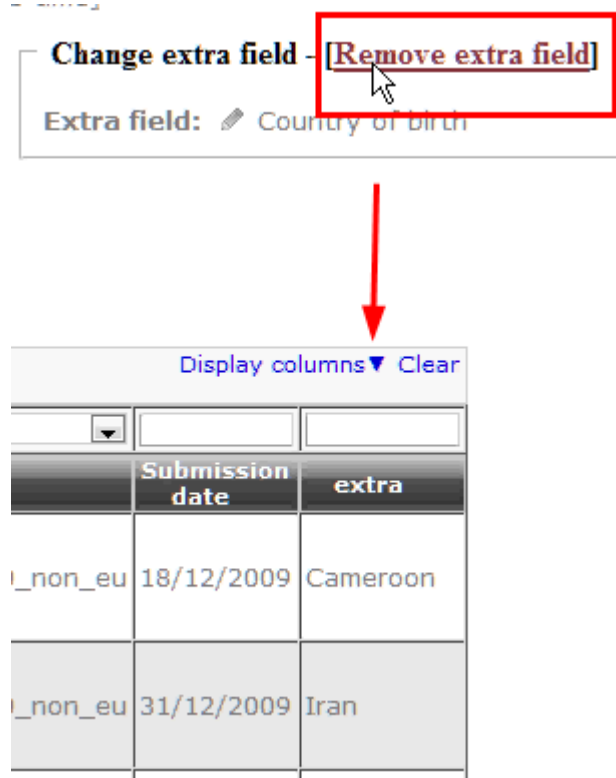 Change extra field - [Remove extra field]
Extra field: Country of birth
Display columns▼ Clear
Submission date extra
_non_eu 18/12/2009 Cameroon
_non_eu 31/12/2009 Iran